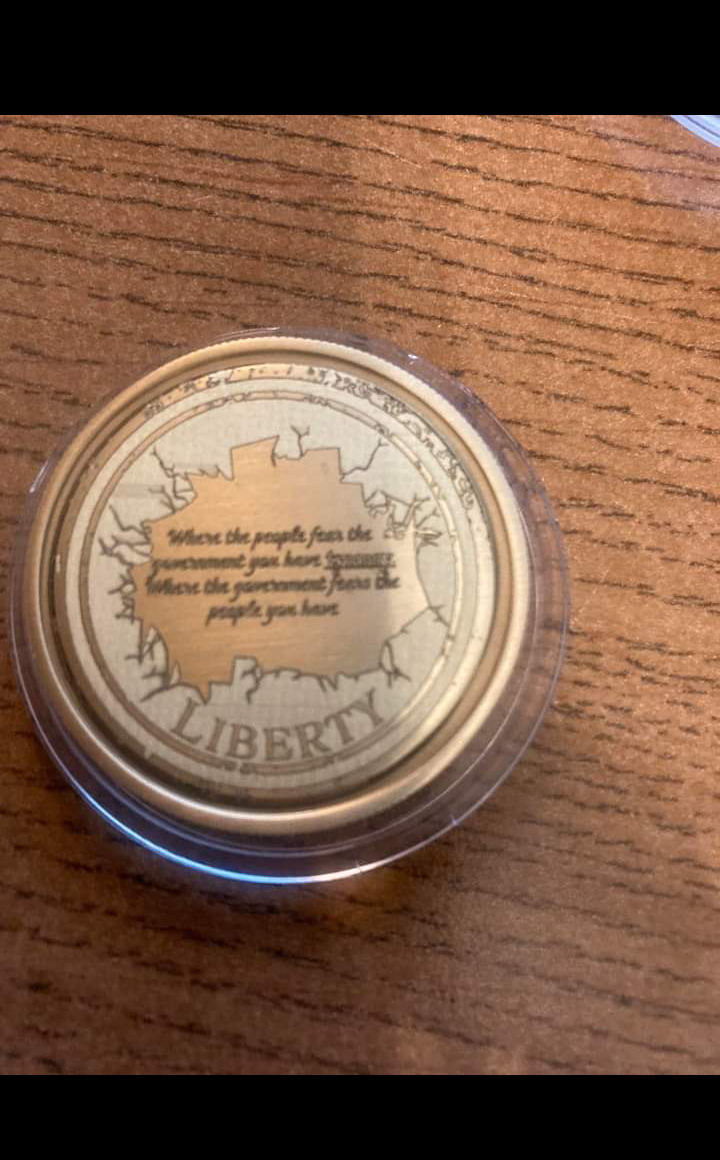 Where the people fear the
government you have tyranny.
Where the government fears the
people you have
LIBERTY